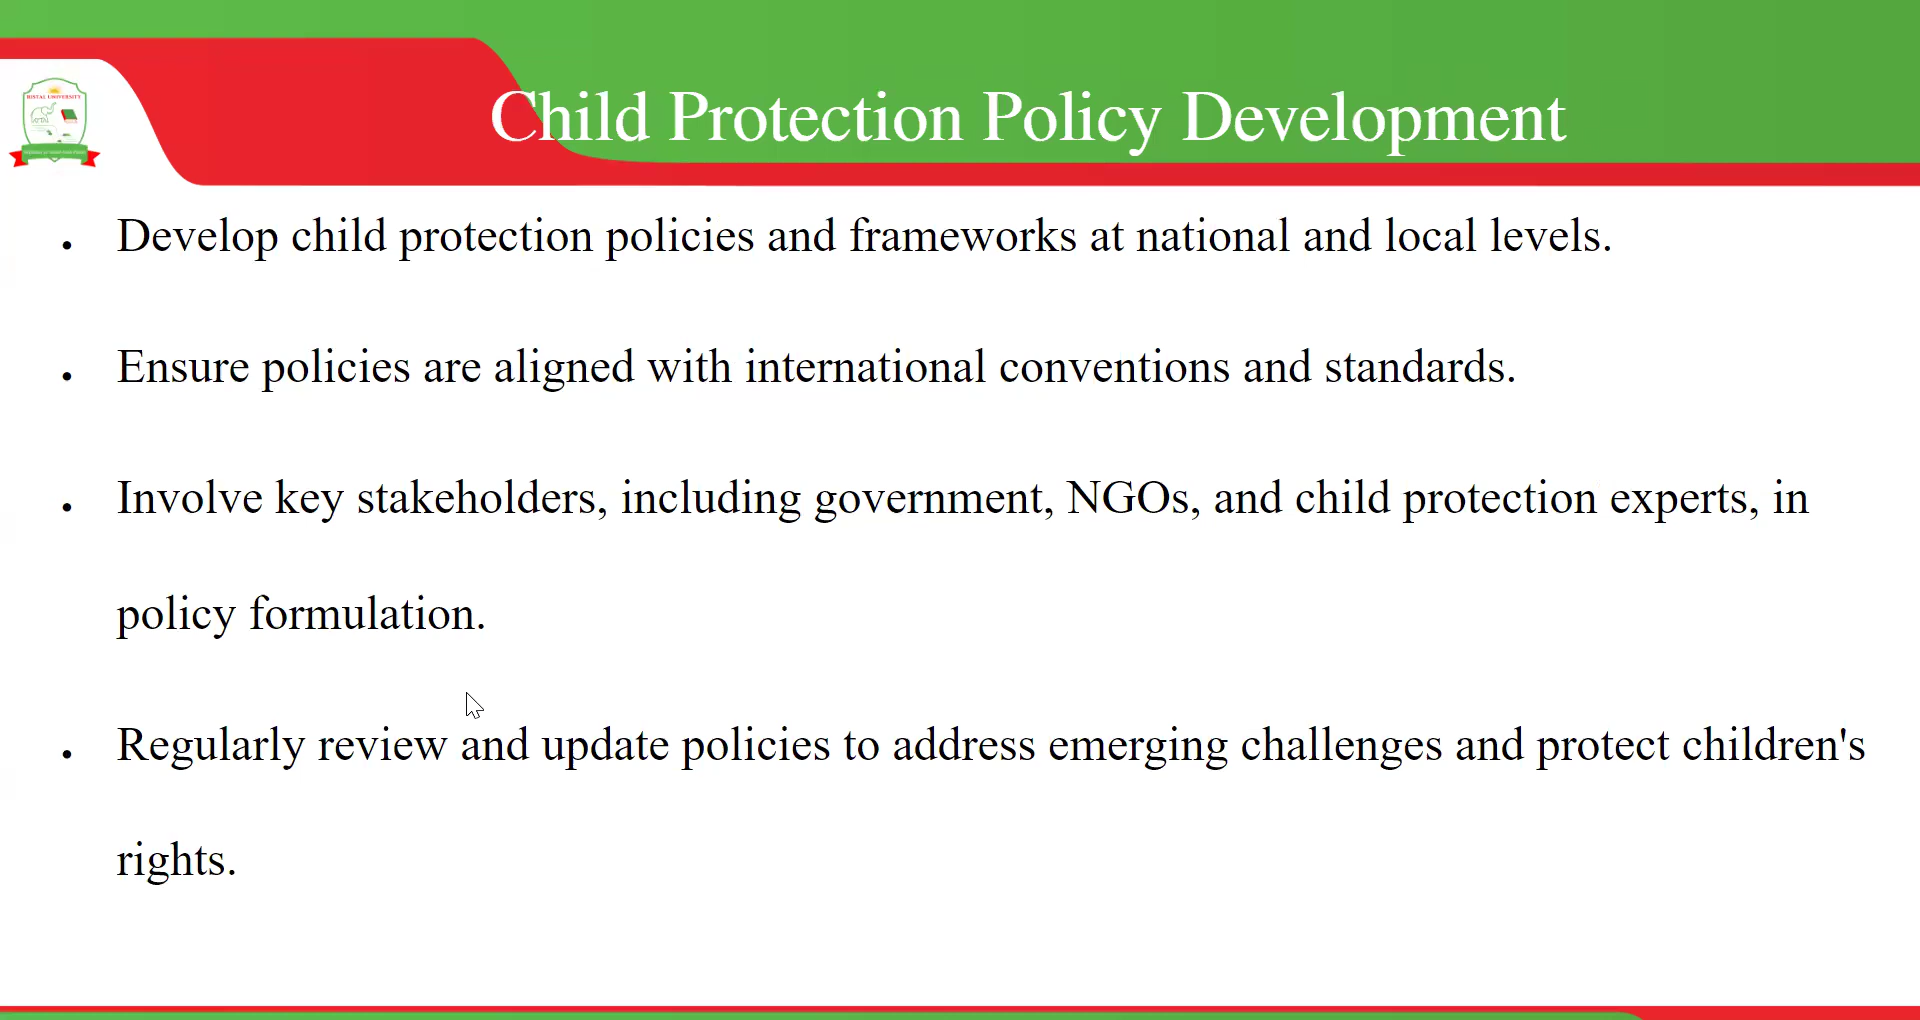 Child Protection Policy Development
• Develop child protection policies and frameworks at national and local levels.
• Ensure policies are aligned with international conventions and standards.
• Involve key stakeholders, including government, NGOs, and child protection experts, in
policy formulation.
• Regularly review and update policies to address emerging challenges and protect children's
rights.